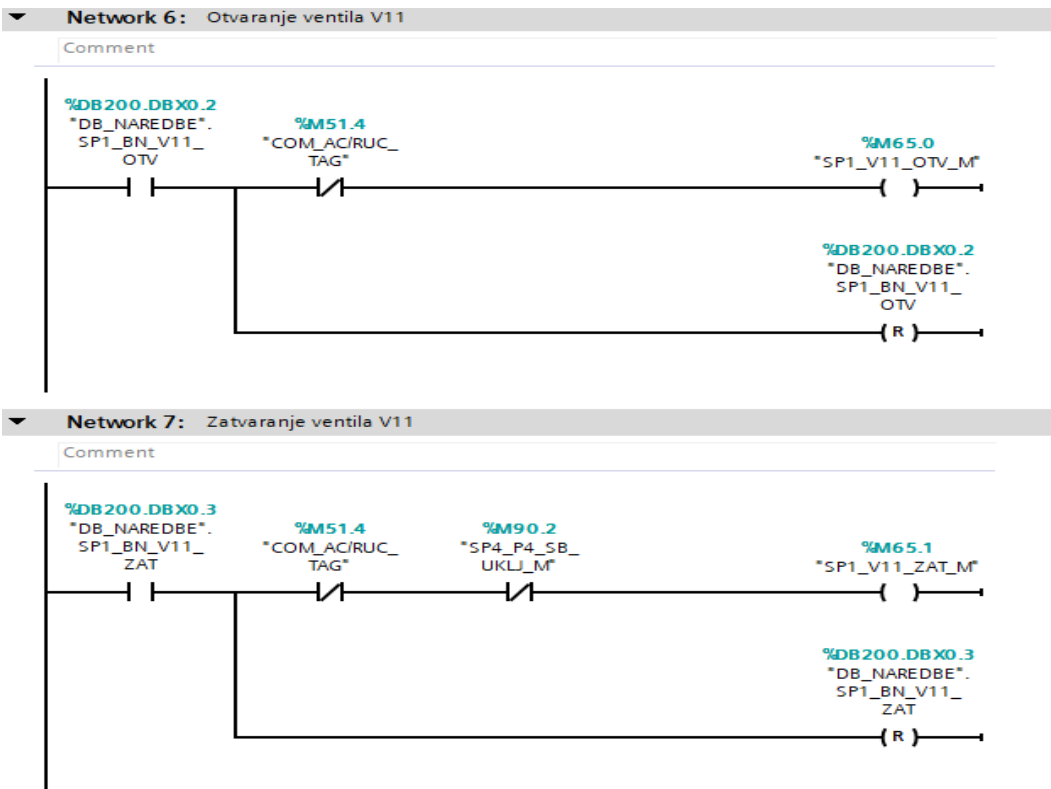 Network 6: Otvaranje ventila V11
Comment
%DB200.DBX0.2
"DB_NAREDBE".
SP1_BN_V11_
OTV
%M51.4
"COM_AC/RUC_
TAG"
%M65.0
"SP1_V11_OTV_M"
%DB200.DBX0.2
"DB_NAREDBE".
SP1_BN_V11_
OTV
R
Network 7: Zatvaranje ventila V11
Comment
%DB200.DBX0.3
"DB_NAREDBE".
SP1_BN_V11_
ZAT
%M51.4
"COM_AC/RUC_
TAG"
%M90.2
"SP4_P4_SB_
UKLJ_M"
%M65.1
"SP1_V11_ZAT_M"
%DB200.DBX0.3
"DB_NAREDBE".
SP1_BN_V11_
ZAT
R